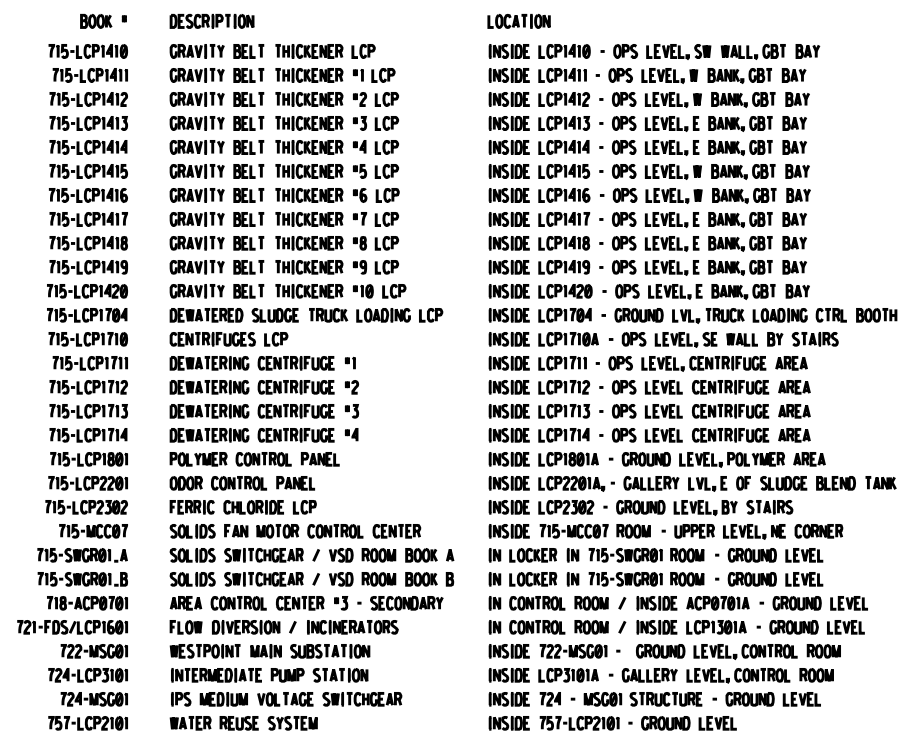 BOOK # DESCRIPTION LOCATION
715-LCP1410 GRAVITY BELT THICKENER LCP INSIDE LCP1410 - OPS LEVEL, SW WALL, GBT BAY
715-LCP1411 GRAVITY BELT THICKENER #1 LCP INSIDE LCP1411 - OPS LEVEL, W BANK, GBT BAY
715-LCP1412 GRAVITY BELT THICKENER #2 LCP INSIDE LCP1412 - OPS LEVEL, W BANK, GBT BAY
715-LCP1413 GRAVITY BELT THICKENER #3 LCP INSIDE LCP1413 - OPS LEVEL, E BANK, GBT BAY
715-LCP1414 GRAVITY BELT THICKENER #4 LCP INSIDE LCP1414 - OPS LEVEL, E BANK, GBT BAY
715-LCP1415 GRAVITY BELT THICKENER #5 LCP INSIDE LCP1415 - OPS LEVEL, W BANK, GBT BAY
715-LCP1416 GRAVITY BELT THICKENER #6 LCP INSIDE LCP1416 - OPS LEVEL, W BANK, GBT BAY
715-LCP1417 GRAVITY BELT THICKENER #7 LCP INSIDE LCP1417 - OPS LEVEL, E BANK, GBT BAY
715-LCP1418 GRAVITY BELT THICKENER #8 LCP INSIDE LCP1418 - OPS LEVEL, E BANK, GBT BAY
715-LCP1419 GRAVITY BELT THICKENER #9 LCP INSIDE LCP1419 - OPS LEVEL, E BANK, GBT BAY
715-LCP1420 GRAVITY BELT THICKENER #10 LCP INSIDE LCP1420 - OPS LEVEL, E BANK, GBT BAY
715-LCP1704 DEWATERED SLUDGE TRUCK LOADING LCP INSIDE LCP1704 - GROUND LVL, TRUCK LOADING CTRL BOOTH
715-LCP1710 CENTRIFUGES LCP INSIDE LCP1710A - OPS LEVEL, SE WALL BY STAIRS
715-LCP1711 DEWATERING CENTRIFUGE #1 INSIDE LCP1711 - OPS LEVEL, CENTRIFUGE AREA
715-LCP1712 DEWATERING CENTRIFUGE #2 INSIDE LCP1712 - OPS LEVEL CENTRIFUGE AREA
715-LCP1713 DEWATERING CENTRIFUGE #3 INSIDE LCP1713 - OPS LEVEL CENTRIFUGE AREA
715-LCP1714 DEWATERING CENTRIFUGE #4 INSIDE LCP1714 - OPS LEVEL CENTRIFUGE AREA
715-LCP1801 POLYMER CONTROL PANEL INSIDE LCP1801A - GROUND LEVEL, POLYMER AREA
715-LCP2201 ODOR CONTROL PANEL INSIDE LCP2201A, - GALLERY LVL, E OF SLUDGE BLEND TANK
715-LCP2302 FERRIC CHLORIDE LCP INSIDE LCP2302 - GROUND LEVEL, BY STAIRS
715-MCC07 SOLIDS FAN MOTOR CONTROL CENTER INSIDE 715-MCC07 ROOM - UPPER LEVEL, NE CORNER
715-SWGR01_A SOLIDS SWITCHGEAR / VSD ROOM BOOK A IN LOCKER IN 715-SWGR01 ROOM - GROUND LEVEL
715-SWGR01_B SOLIDS SWITCHGEAR / VSD ROOM BOOK B IN LOCKER IN 715-SWGR01 ROOM - GROUND LEVEL
718-ACP0701 AREA CONTROL CENTER #3 - SECONDARY IN CONTROL ROOM / INSIDE ACP0701A - GROUND LEVEL
721-FDS/LCP1601 FLOW DIVERSION / INCINERATORS IN CONTROL ROOM / INSIDE LCP1301A - GROUND LEVEL
722-MSG01 WESTPOINT MAIN SUBSTATION INSIDE 722-MSG01 - GROUND LEVEL, CONTROL ROOM
724-LCP3101 INTERMEDIATE PUMP STATION INSIDE LCP3101A - GALLERY LEVEL, CONTROL ROOM
724-MSG01 IPS MEDIUM VOLTAGE SWITCHGEAR INSIDE 724 - MSG01 STRUCTURE - GROUND LEVEL
757-LCP2101 WATER REUSE SYSTEM INSIDE 757-LCP2101 - GROUND LEVEL